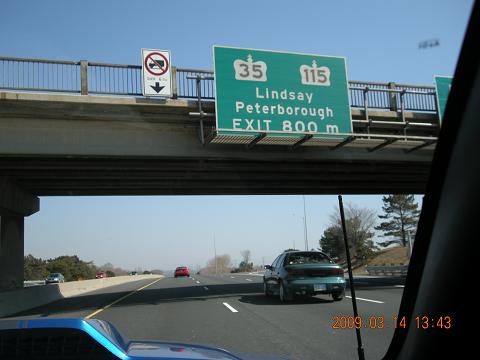 35 115
Lindsay
Peterborough
EXIT 800 m
2009.03.14 13:43